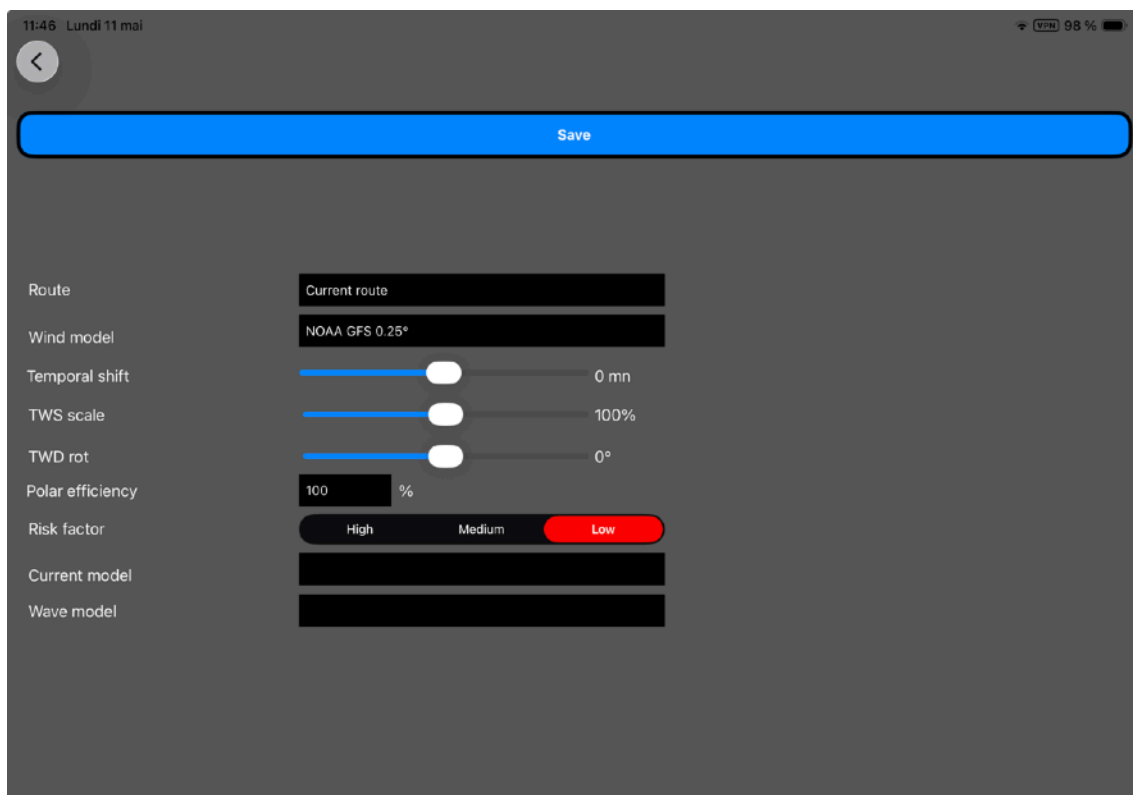 11:46 Lundi 11 mai VPN 98 %
Save
Route Current route
Wind model NOAA GFS 0.25°
Temporal shift 0 mn
TWS scale 100%
TWD rot 0°
Polar efficiency 100 %
Risk factor High Medium Low
Current model
Wave model